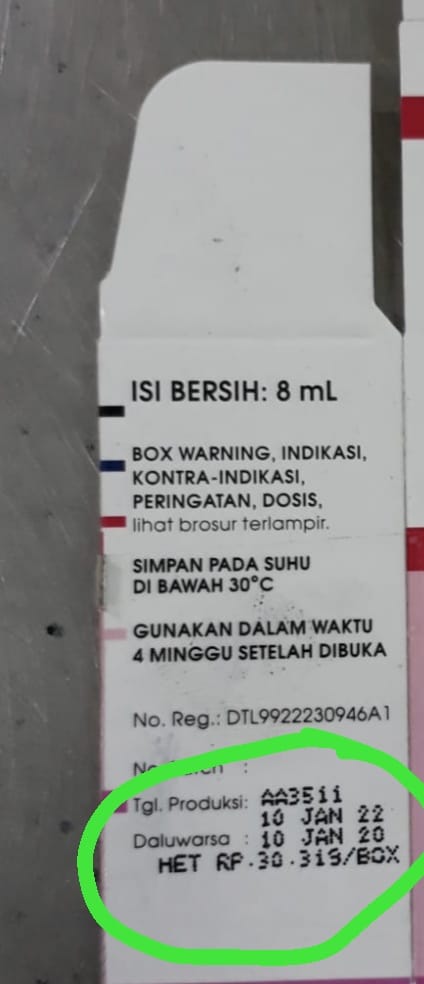 ISI BERSIH: 8 mL
BOX WARNING, INDIKASI,
KONTRA-INDIKASI,
PERINGATAN, DOSIS,
lihat brosur terlampir.
SIMPAN PADA SUHU
DI BAWAH 30°C
GUNAKAN DALAM WAKTU
4 MINGGU SETELAH DIBUKA
No. Reg.: DTL9922230946A1
No. Batch :
Tgl. Produksi: AA3511
10 JAN 22
Daluwarsa : 10 JAN 20
HET RP.30.319/BOX